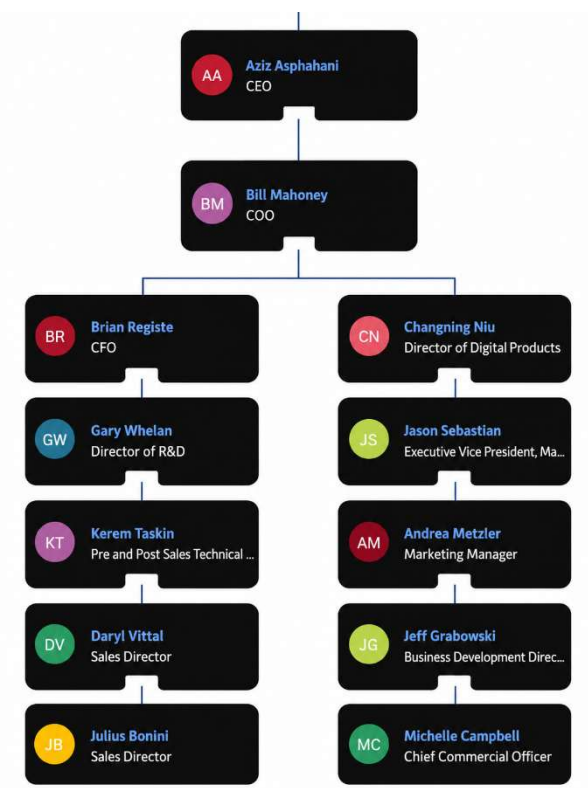 AA
Aziz Asphahani
CEO
BM
Bill Mahoney
COO
BR
Brian Registe
CFO
CN
Changning Niu
Director of Digital Products
GW
Gary Whelan
Director of R&D
JS
Jason Sebastian
Executive Vice President, Ma...
KT
Kerem Taskin
Pre and Post Sales Technical ...
AM
Andrea Metzler
Marketing Manager
DV
Daryl Vittal
Sales Director
JG
Jeff Grabowski
Business Development Direc...
JB
Julius Bonini
Sales Director
MC
Michelle Campbell
Chief Commercial Officer